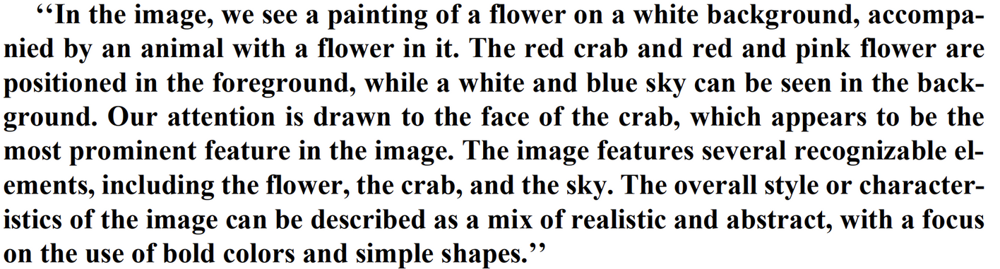 ‘‘In the image, we see a painting of a flower on a white background, accompa-
nied by an animal with a flower in it. The red crab and red and pink flower are
positioned in the foreground, while a white and blue sky can be seen in the back-
ground. Our attention is drawn to the face of the crab, which appears to be the
most prominent feature in the image. The image features several recognizable el-
ements, including the flower, the crab, and the sky. The overall style or character-
istics of the image can be described as a mix of realistic and abstract, with a focus
on the use of bold colors and simple shapes.’’